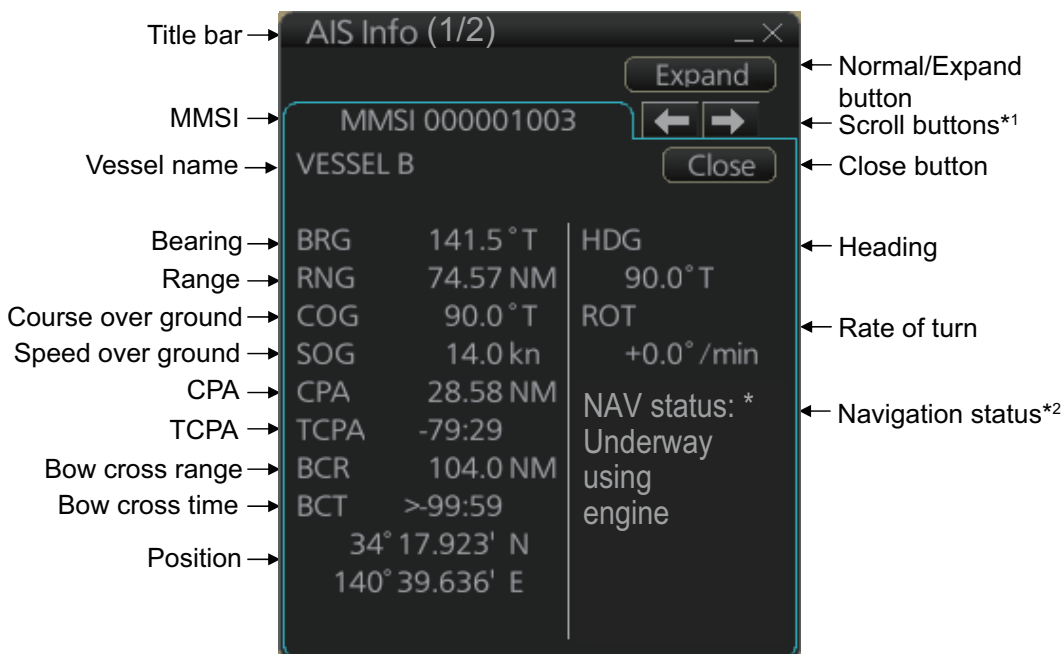 Title bar
AIS Info (1/2)
Expand
Normal/Expand
button
MMSI
MMSI 000001003
Scroll buttons*1
Vessel name
VESSEL B
Close
Close button
Bearing
BRG 141.5°T
HDG
Heading
Range
RNG 74.57 NM
90.0°T
Course over ground
COG 90.0°T
ROT
Rate of turn
Speed over ground
SOG 14.0 kn
+0.0°/min
CPA
CPA 28.58 NM
NAV status: *
Navigation status*2
TCPA
TCPA -79:29
Underway
Bow cross range
BCR 104.0 NM
using
Bow cross time
BCT >-99:59
engine
Position
34°17.923' N
140°39.636' E